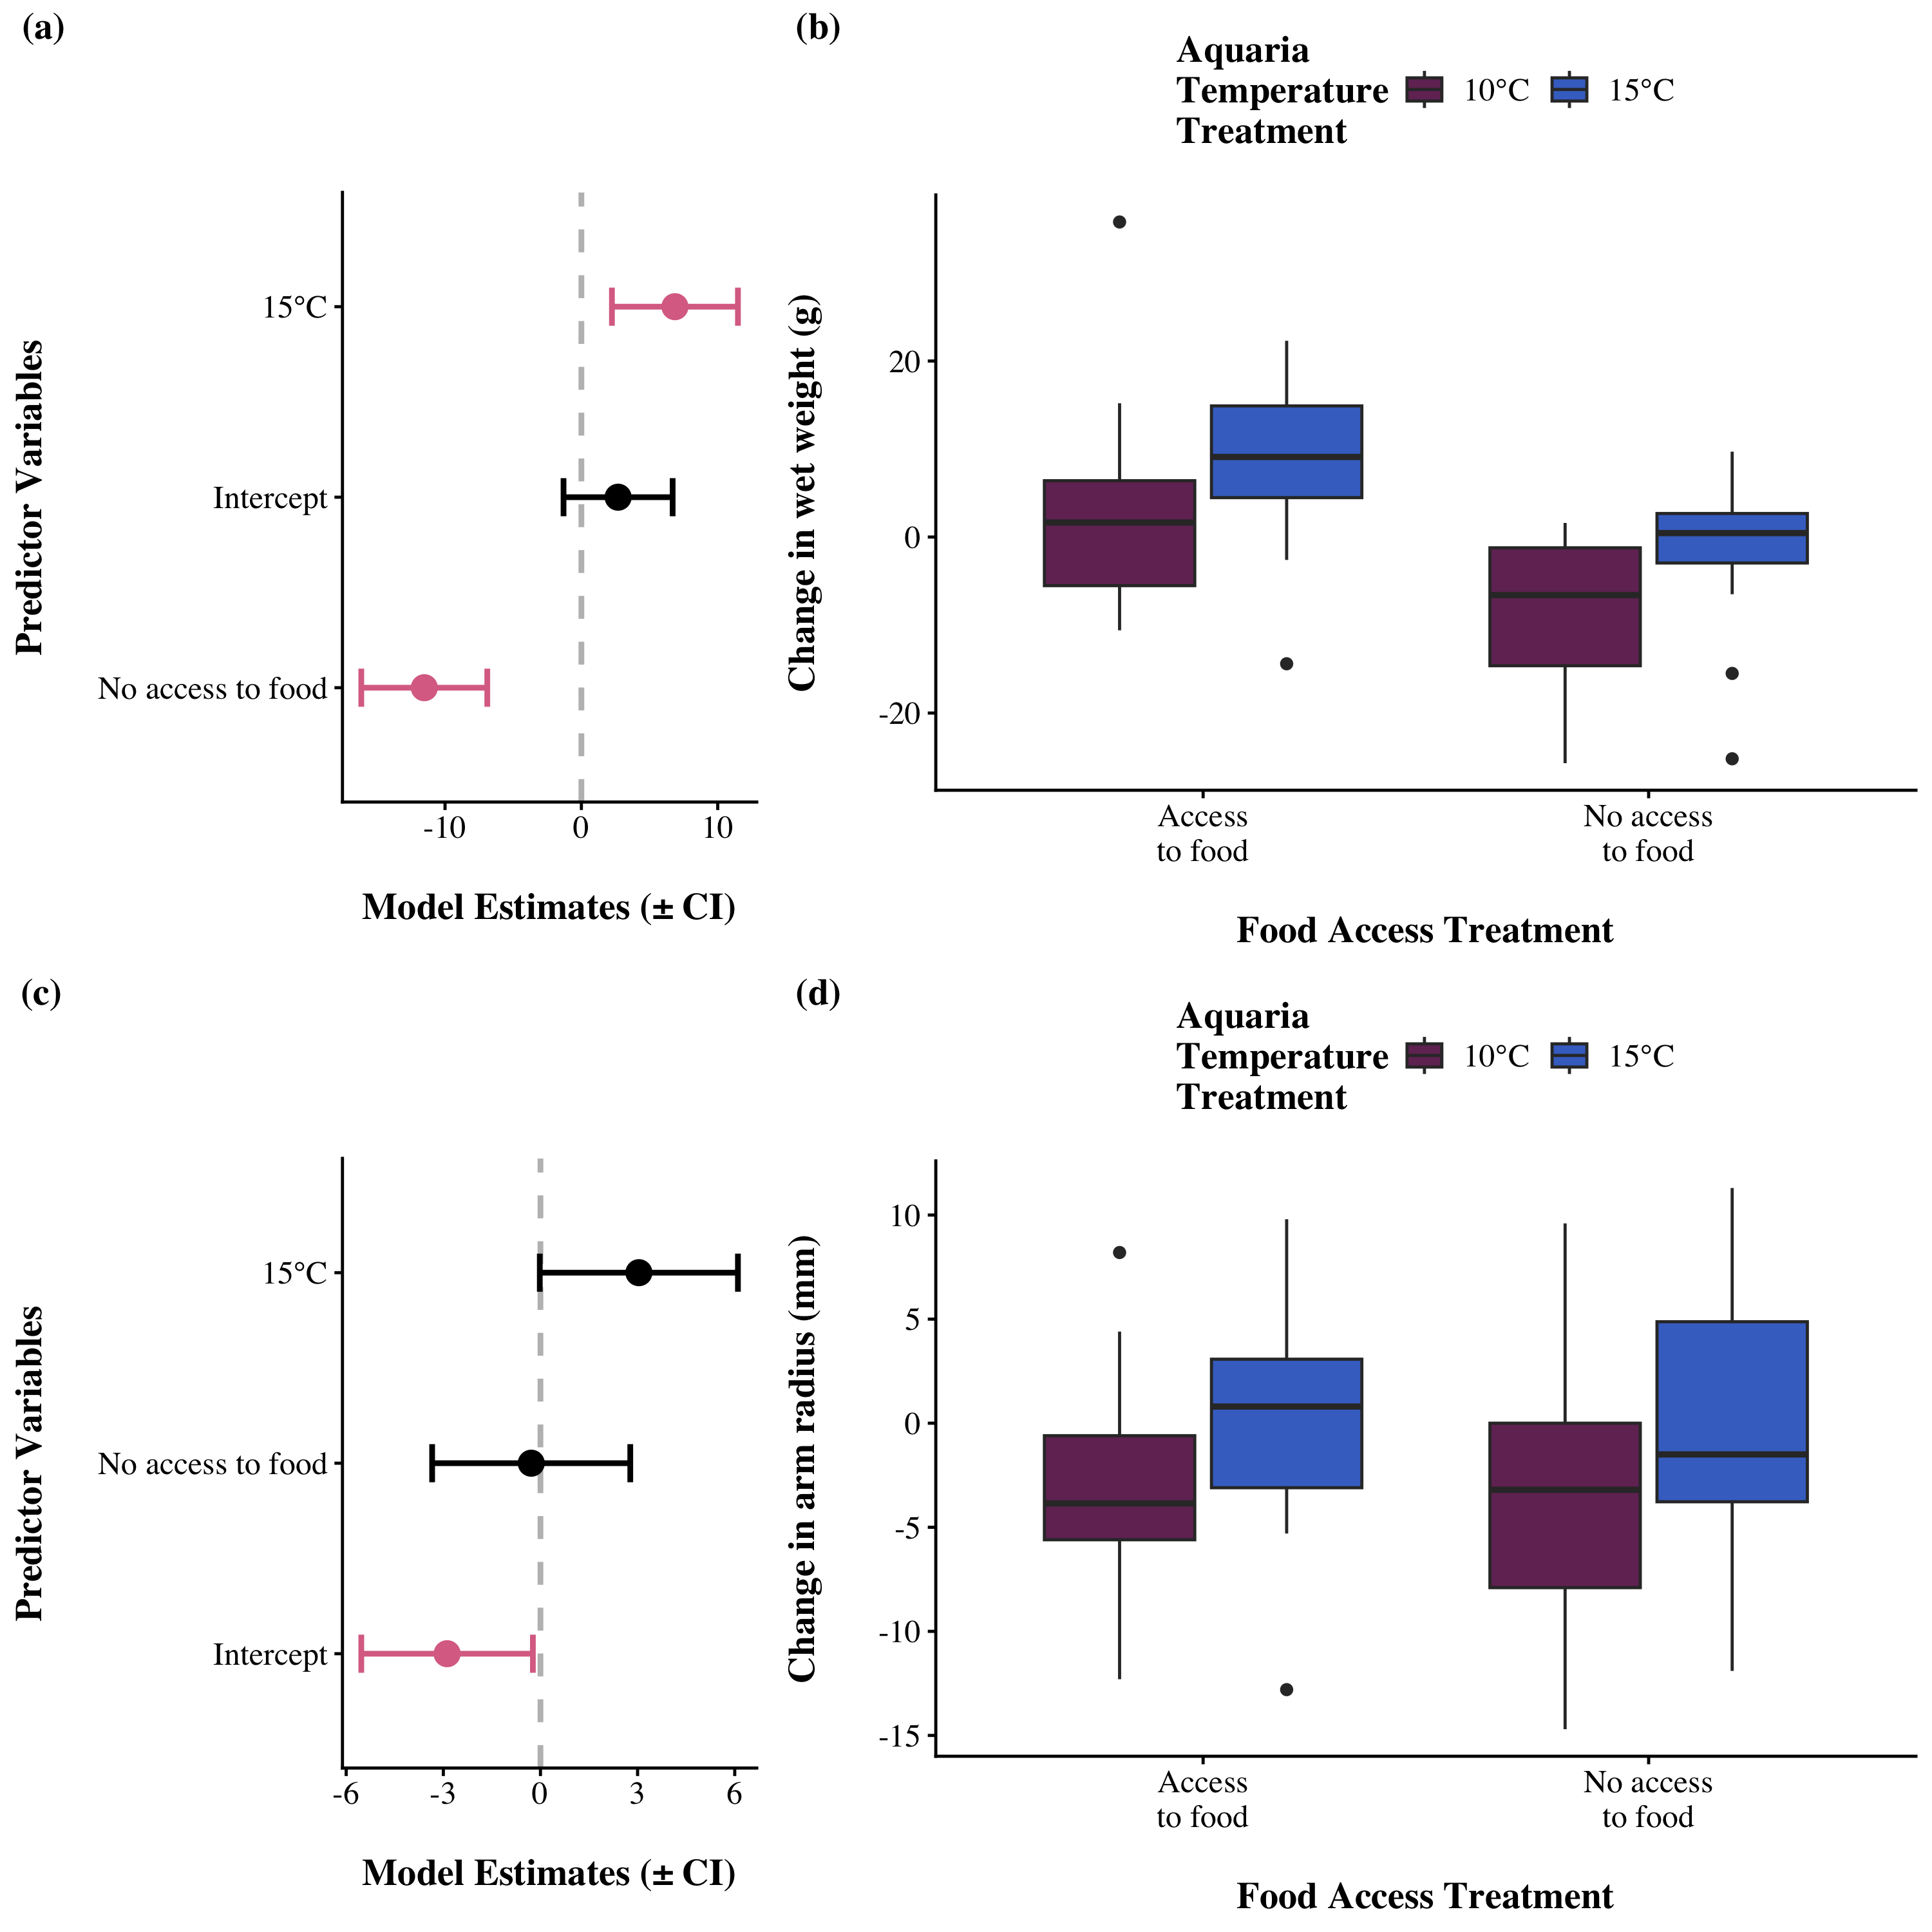 (a)
Predictor Variables
15°C
Intercept
No access to food
-10
0
10
Model Estimates (± CI)
(b)
Aquaria
Temperature
Treatment
10°C
15°C
Change in wet weight (g)
20
0
-20
Access
to food
No access
to food
Food Access Treatment
(c)
Predictor Variables
15°C
No access to food
Intercept
-6
-3
0
3
6
Model Estimates (± CI)
(d)
Aquaria
Temperature
Treatment
10°C
15°C
Change in arm radius (mm)
10
5
0
-5
-10
-15
Access
to food
No access
to food
Food Access Treatment